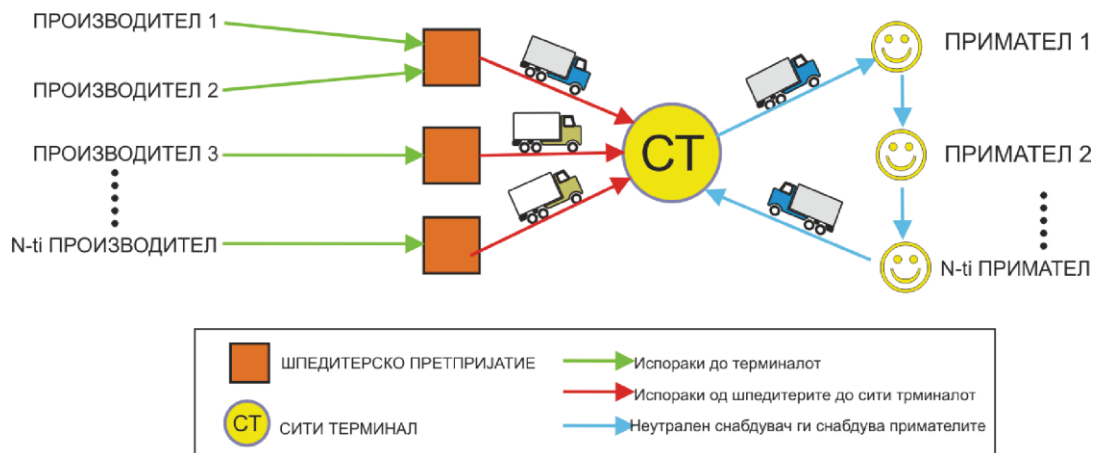 ПРОИЗВОДИТЕЛ 1
ПРОИЗВОДИТЕЛ 2
ПРОИЗВОДИТЕЛ 3
N-ti ПРОИЗВОДИТЕЛ
СТ
ПРИМАТЕЛ 1
ПРИМАТЕЛ 2
N-ti ПРИМАТЕЛ
ШПЕДИТЕРСКО ПРЕТПРИЈАТИЕ
СТ
СИТИ ТЕРМИНАЛ
Испораки до терминалот
Испораки од шпедитерите до сити трминалот
Неутрален снабдувач ги снабдува примателите